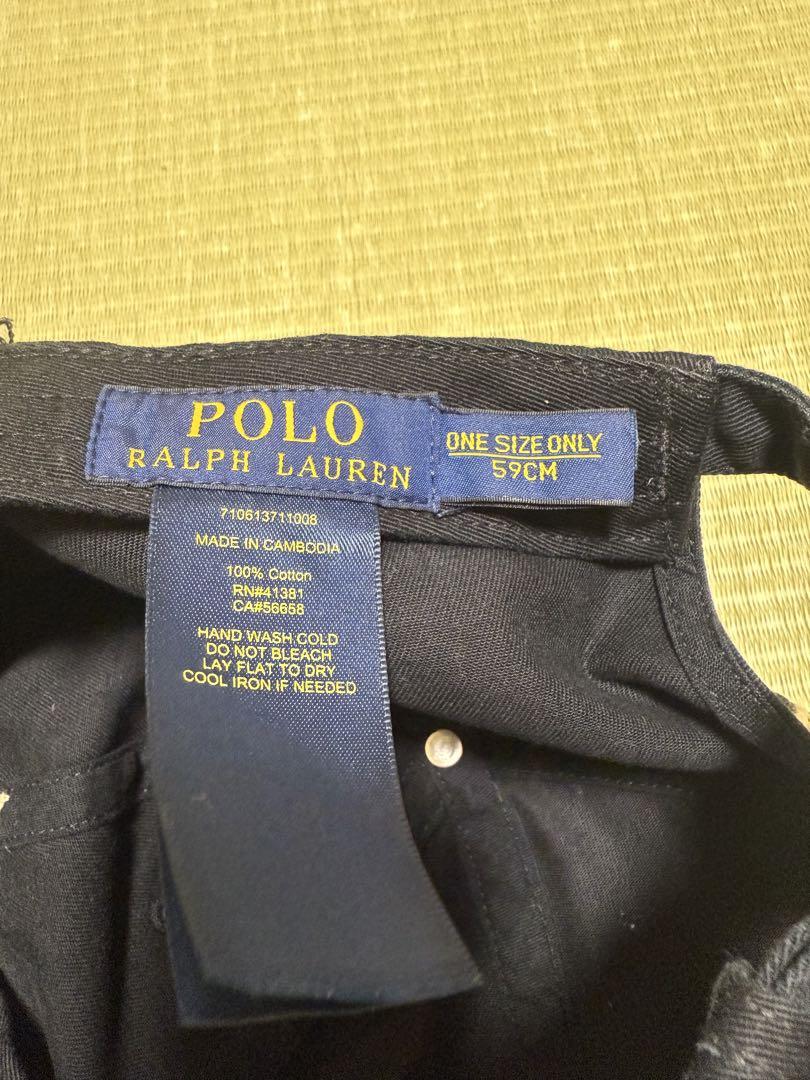 POLO
RALPH LAUREN
ONE SIZE ONLY
59CM
710613711008
MADE IN CAMBODIA
100% Cotton
RN#41381
CA#56658
HAND WASH COLD
DO NOT BLEACH
LAY FLAT TO DRY
COOL IRON IF NEEDED